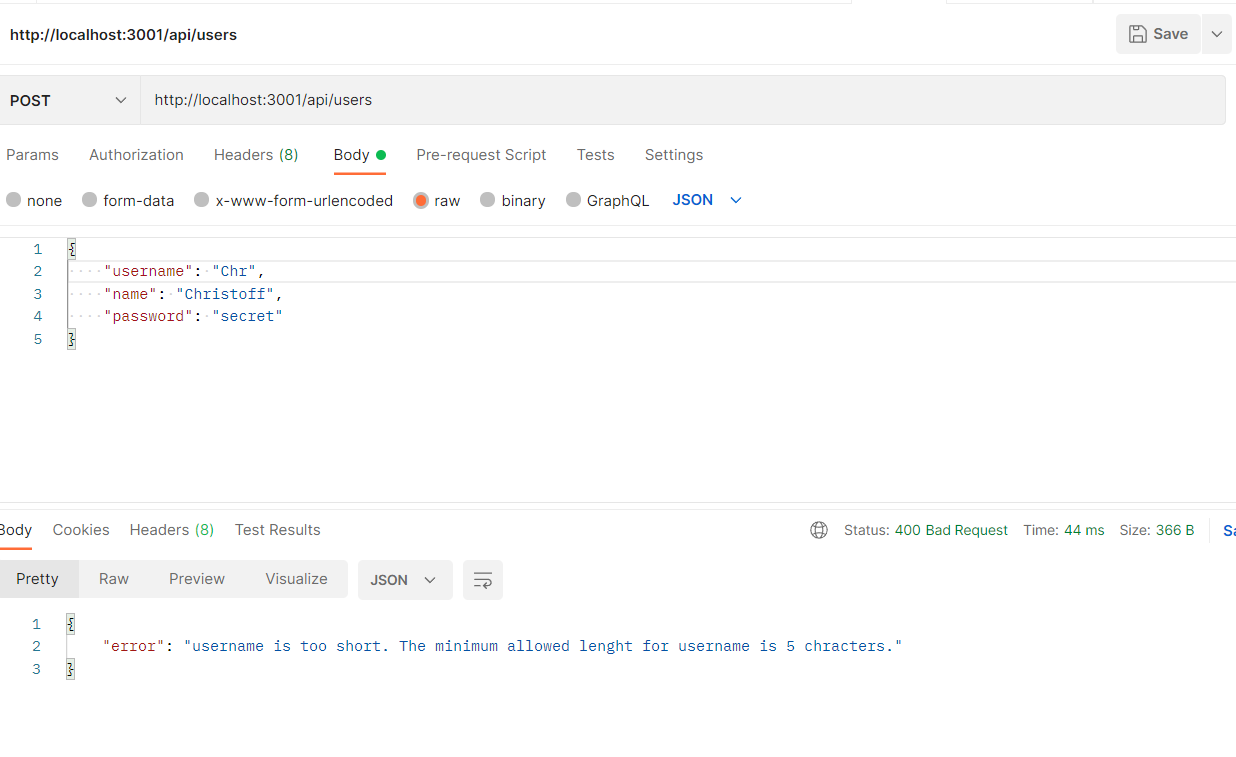 http://localhost:3001/api/users
Save
POST
http://localhost:3001/api/users
Params Authorization Headers (8) Body Pre-request Script Tests Settings
none form-data x-www-form-urlencoded raw binary GraphQL JSON
1 {
2 "username": "Chr",
3 "name": "Christoff",
4 "password": "secret"
5 }
Body Cookies Headers (8) Test Results Status: 400 Bad Request Time: 44 ms Size: 366 B
Pretty Raw Preview Visualize JSON
1 {
2 "error": "username is too short. The minimum allowed lenght for username is 5 chracters."
3 }